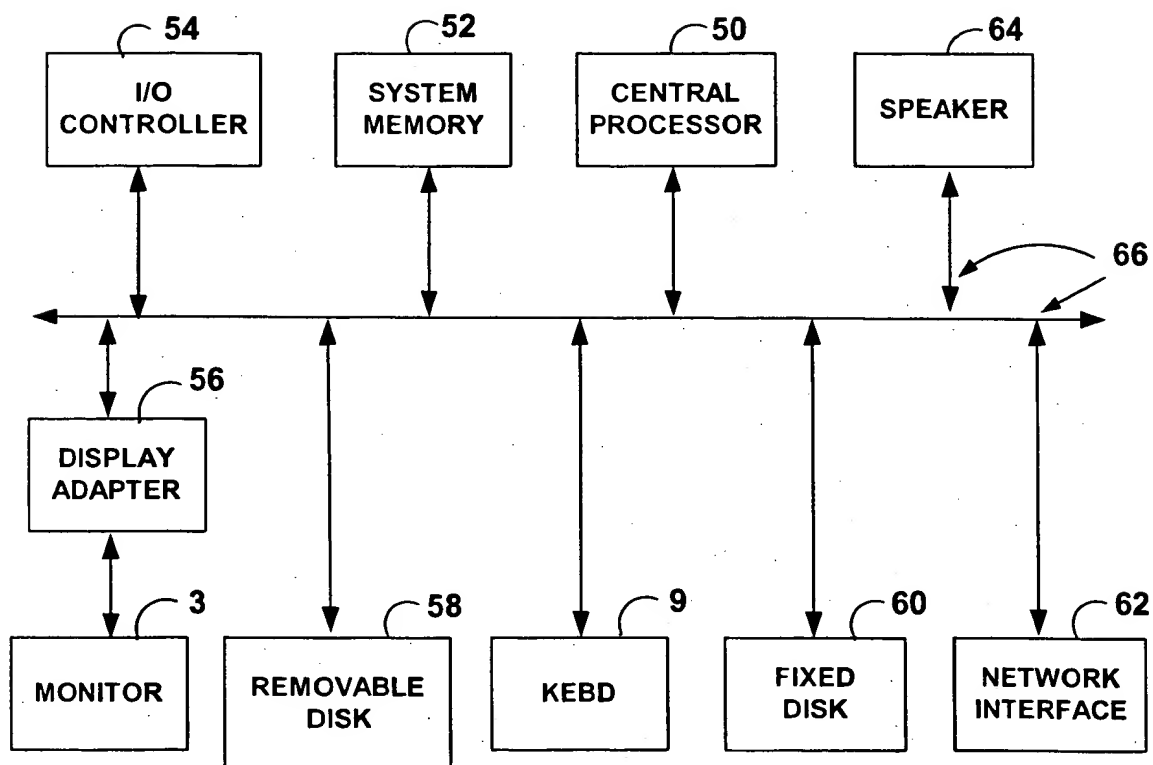 54
52
50
64
I/O
CONTROLLER
SYSTEM
MEMORY
CENTRAL
PROCESSOR
SPEAKER
66
56
DISPLAY
ADAPTER
3
58
9
60
62
MONITOR
REMOVABLE
DISK
KEBD
FIXED
DISK
NETWORK
INTERFACE